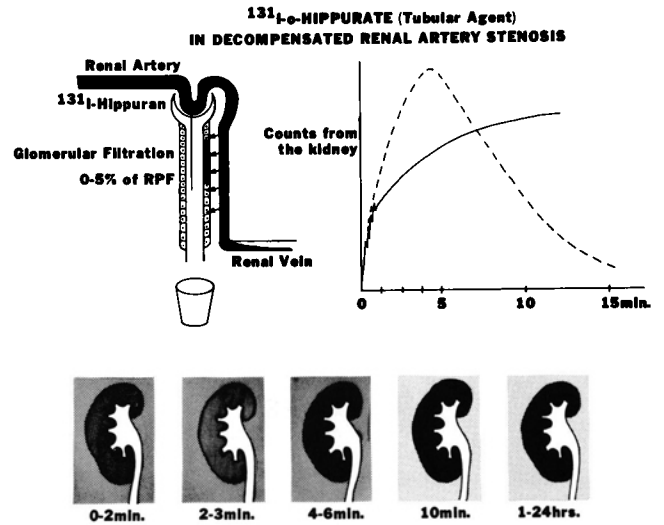 131I-o-HIPPURATE (Tubular Agent)
IN DECOMPENSATED RENAL ARTERY STENOSIS
Renal Artery
131I-Hippuran
Glomerular Filtration
0-5% of RPF
Renal Vein
Counts from
the kidney
0 5 10 15min.
0-2min. 2-3min. 4-6min. 10min. 1-24hrs.